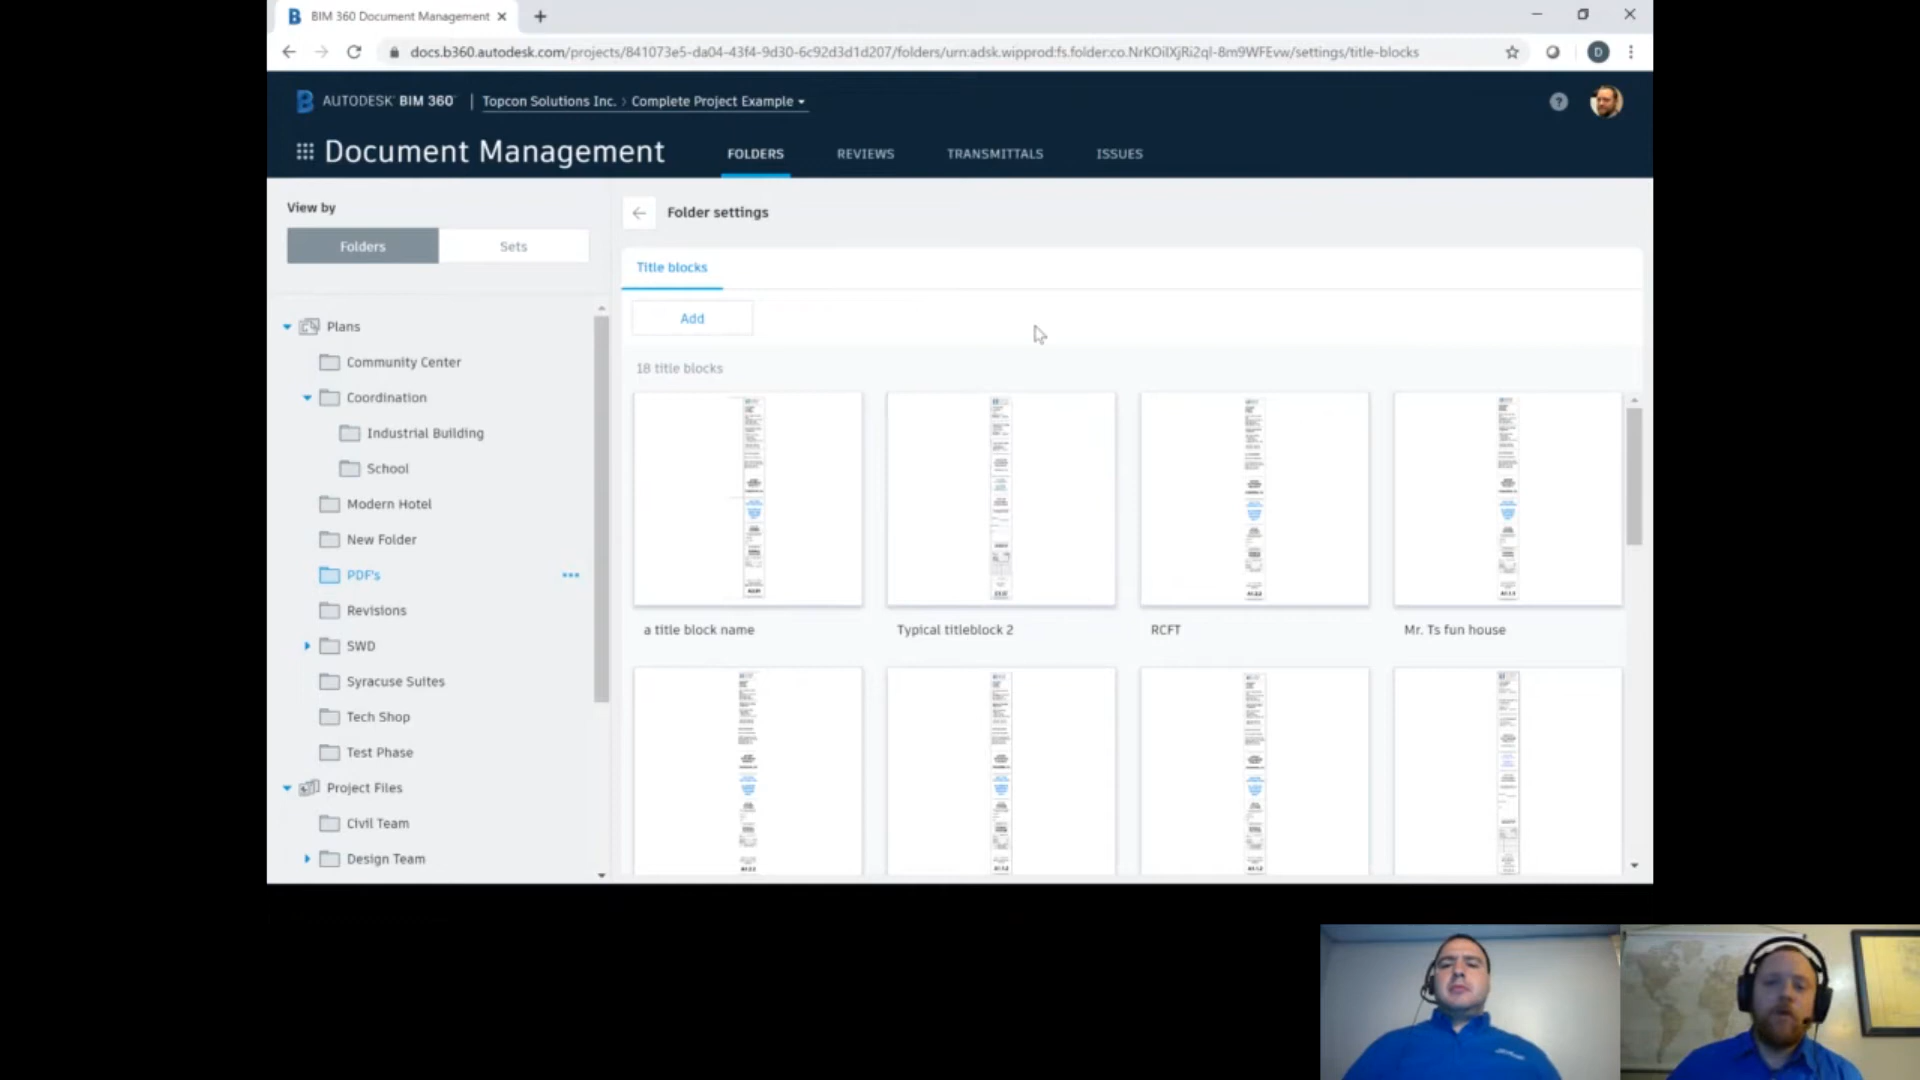 BIM 360 Document Management
docs.b360.autodesk.com/projects/841073e5-da04-43f4-9d30-6c92d3d1d207/folders/urn:adsk.wipprod:fs.folder:co.NrKOilXjRi2ql-8m9WFEvw/settings/title-blocks
D
AUTODESK BIM 360
Topcon Solutions Inc. > Complete Project Example
Document Management
FOLDERS
REVIEWS
TRANSMITTALS
ISSUES
View by
Folders
Sets
Plans
Community Center
Coordination
Industrial Building
School
Modern Hotel
New Folder
PDF's
Revisions
SWD
Syracuse Suites
Tech Shop
Test Phase
Project Files
Civil Team
Design Team
Folder settings
Title blocks
Add
18 title blocks
a title block name
Typical titleblock 2
RCFT
Mr. Ts fun house